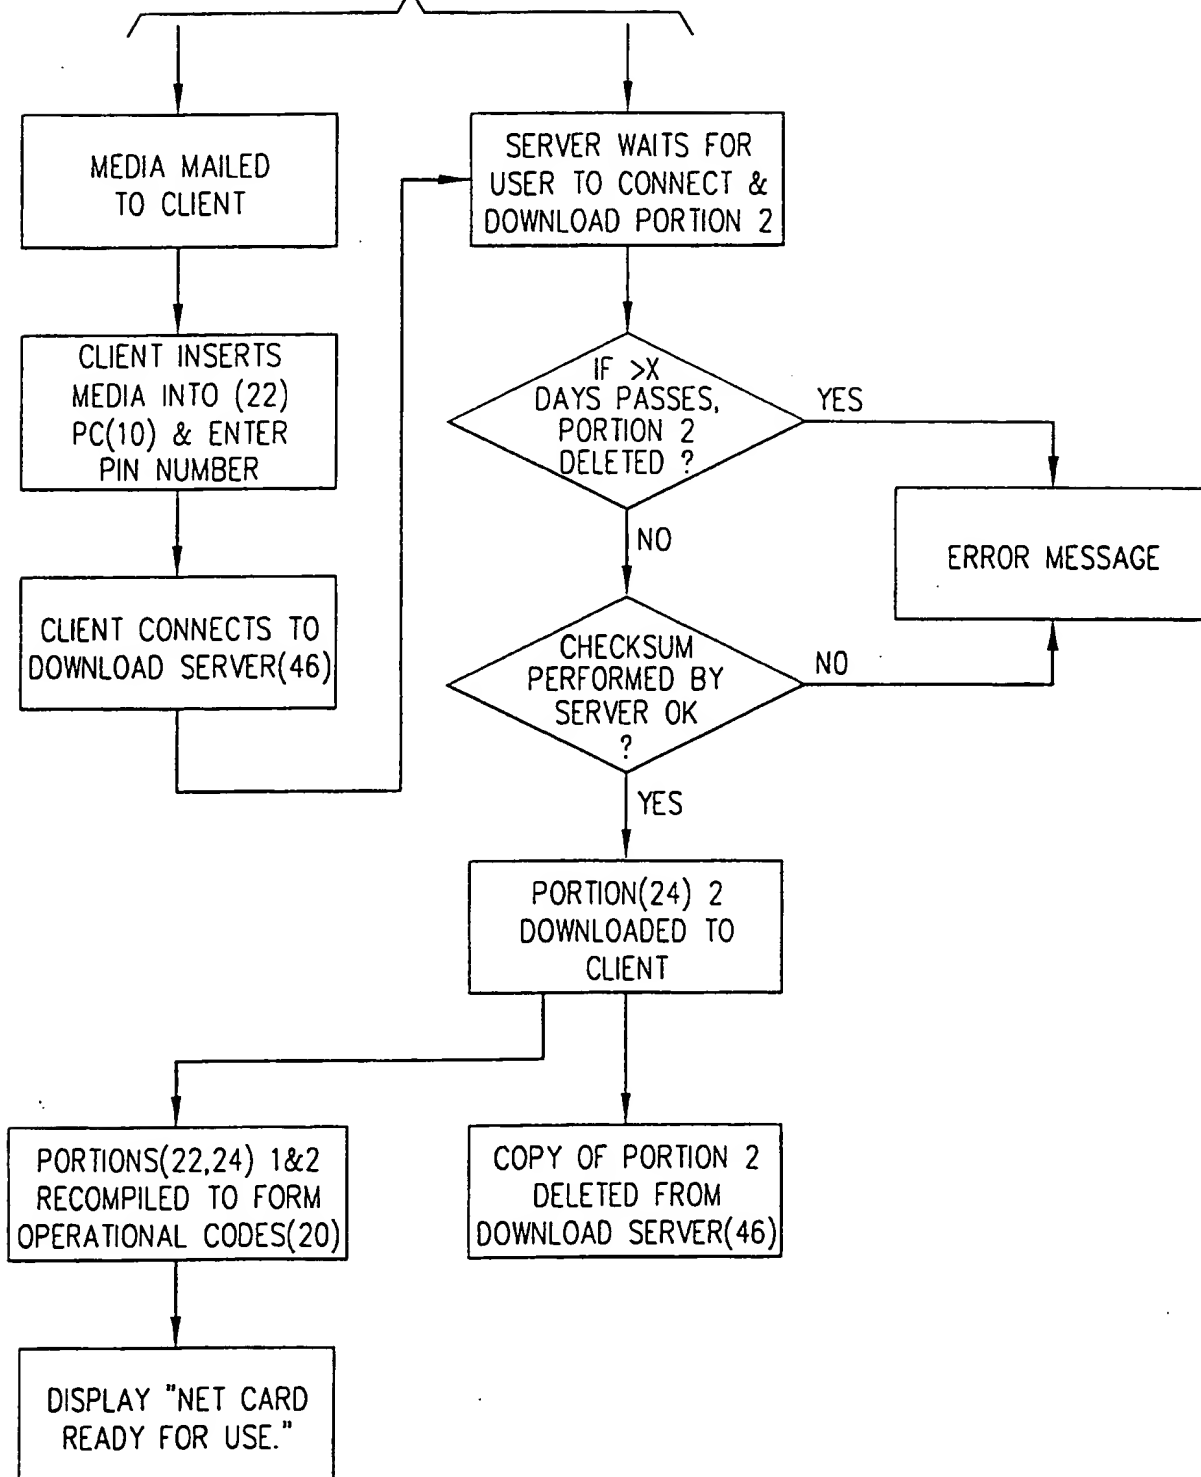 MEDIA MAILED
TO CLIENT
CLIENT INSERTS
MEDIA INTO (22)
PC(10) & ENTER
PIN NUMBER
CLIENT CONNECTS TO
DOWNLOAD SERVER(46)
SERVER WAITS FOR
USER TO CONNECT &
DOWNLOAD PORTION 2
IF >X
DAYS PASSES,
PORTION 2
DELETED ?
YES
NO
ERROR MESSAGE
CHECKSUM
PERFORMED BY
SERVER OK
?
NO
YES
PORTION(24) 2
DOWNLOADED TO
CLIENT
PORTIONS(22,24) 1&2
RECOMPILED TO FORM
OPERATIONAL CODES(20)
COPY OF PORTION 2
DELETED FROM
DOWNLOAD SERVER(46)
DISPLAY "NET CARD
READY FOR USE."